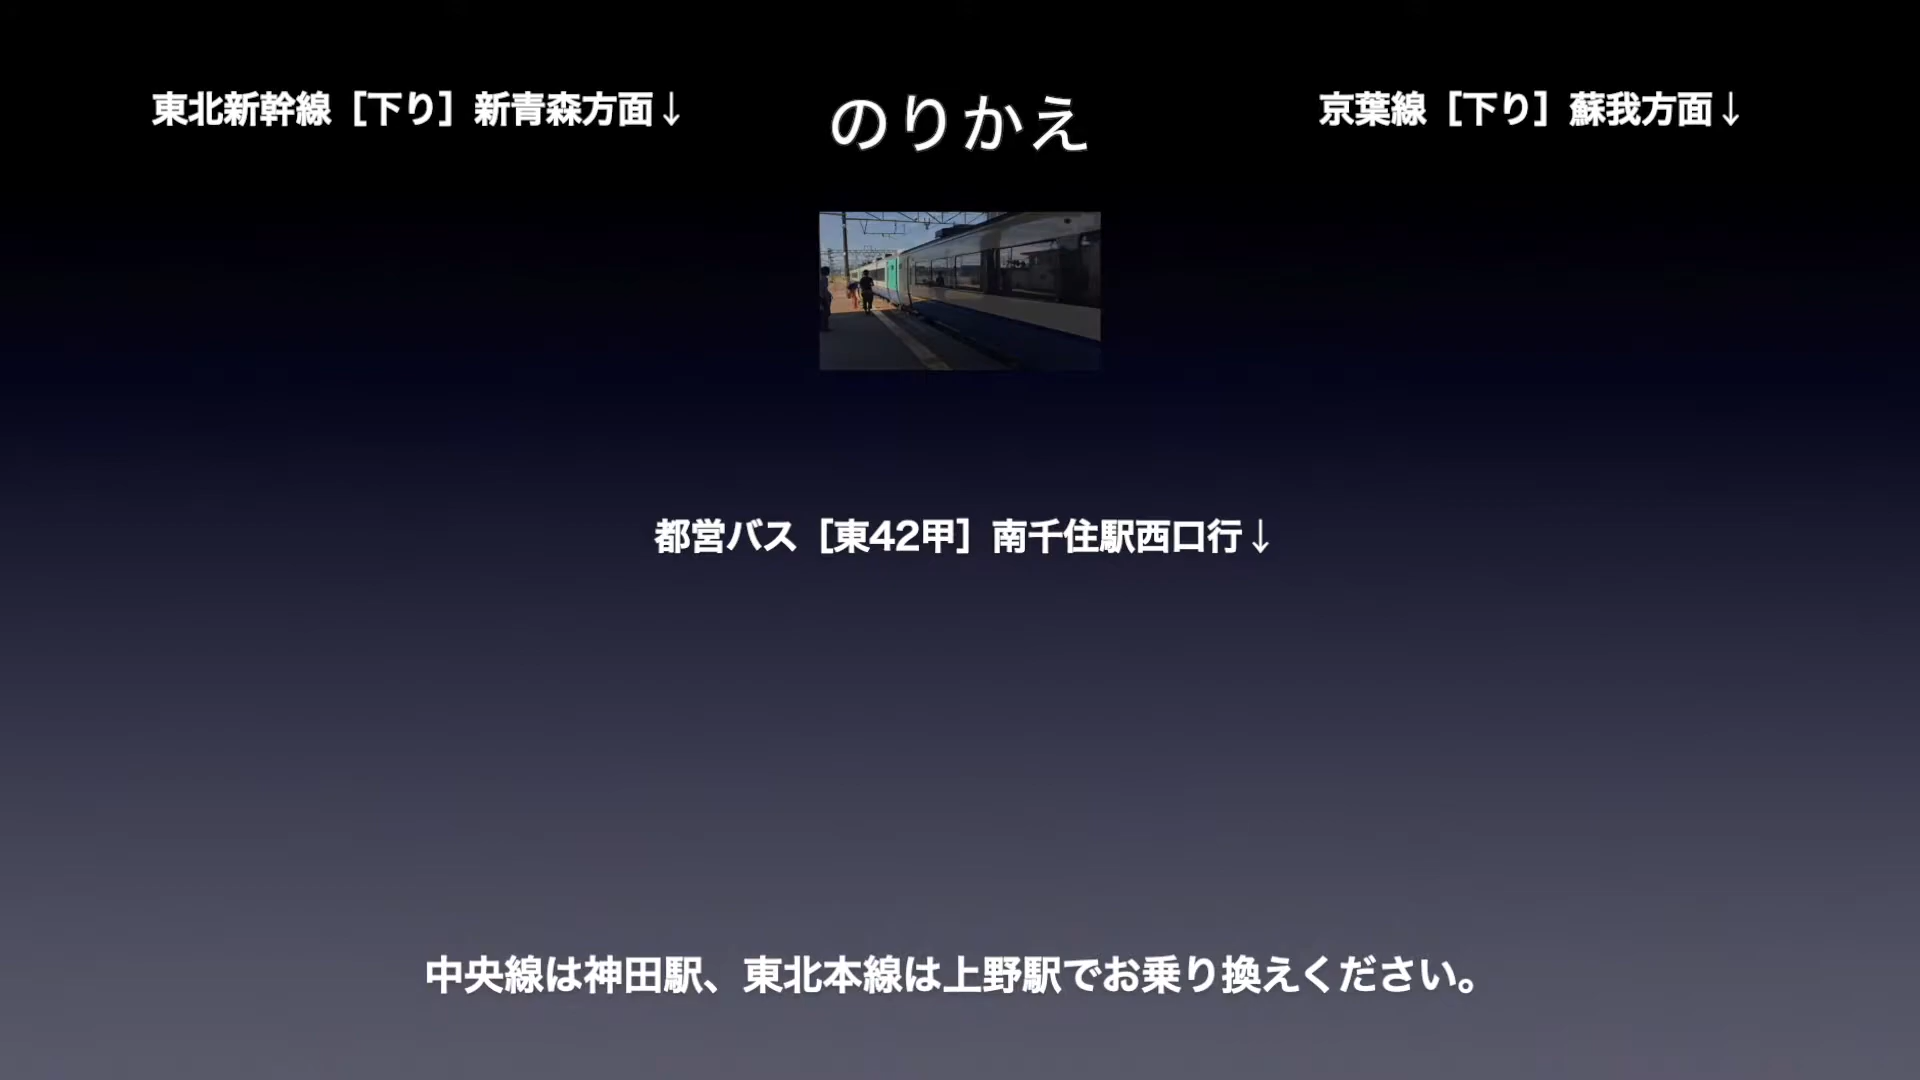 東北新幹線［下り］新青森方面↓
のりかえ
京葉線［下り］蘇我方面↓
都営バス［東42甲］南千住駅西口行↓
中央線は神田駅、東北本線は上野駅でお乗り換えください。